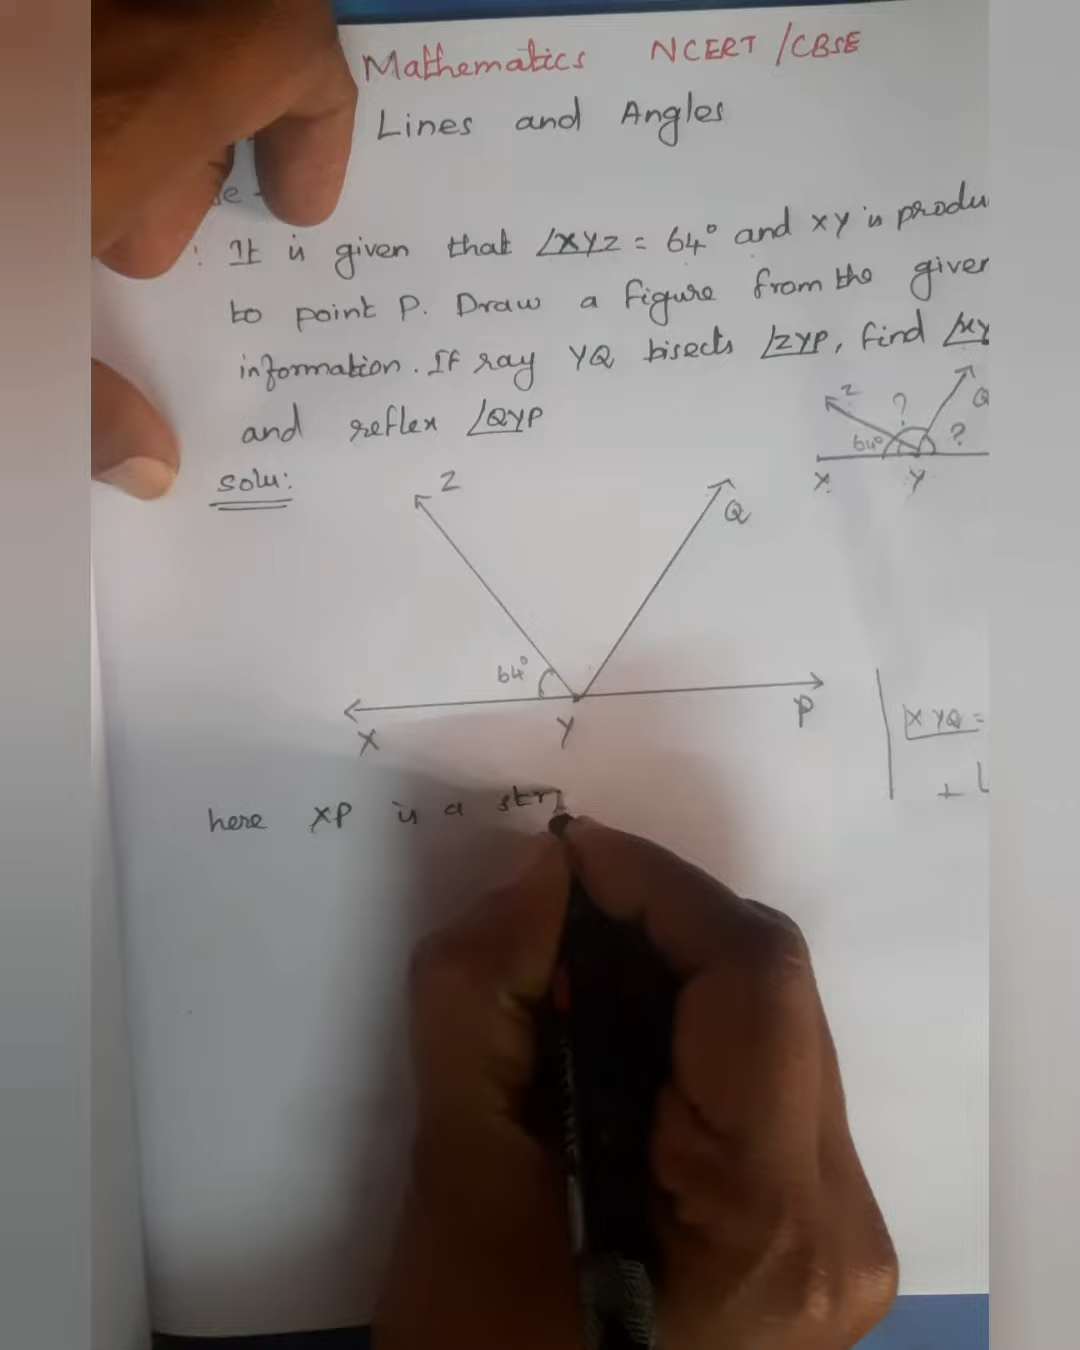 Mathematics NCERT /CBSE
Lines and Angles
: It is given that ∠XYZ = 64° and XY is produ
to point P. Draw a figure from the given
information. If ray YQ bisects ∠ZYP, find ∠XY
and reflex ∠QYP
Z ? Q
64° ?
X Y
Solu:
Z Q
64°
X Y P
∠XYQ =
+ ∠
here XP is a str